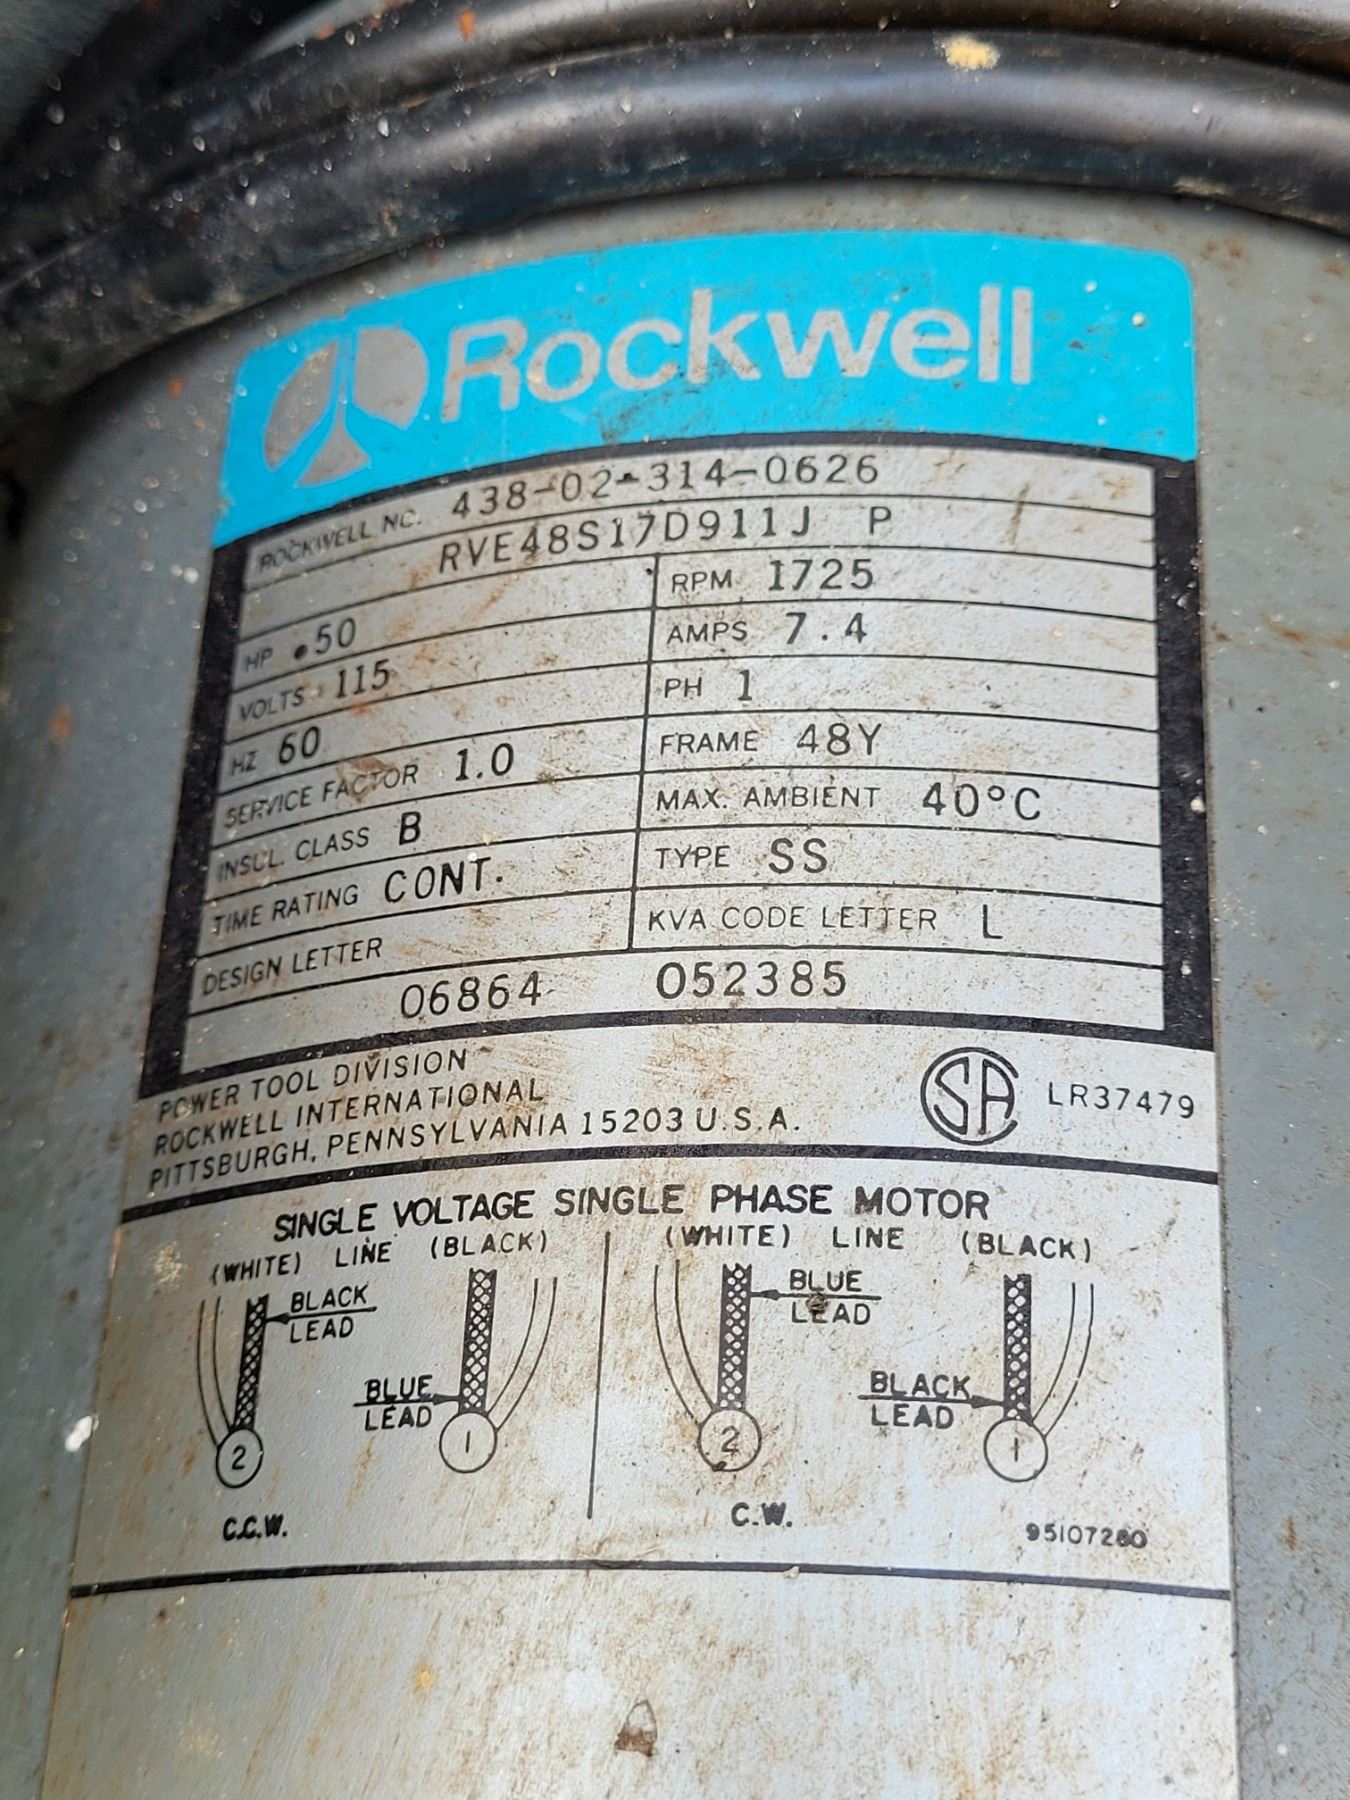 Rockwell
ROCKWELL NO. 438-02-314-0626
RVE48S17D911J P
HP .50
RPM 1725
VOLTS 115
AMPS 7.4
HZ 60
PH 1
SERVICE FACTOR 1.0
FRAME 48Y
INSUL. CLASS B
MAX. AMBIENT 40°C
TIME RATING CONT.
TYPE SS
DESIGN LETTER
KVA CODE LETTER L
06864 052385
POWER TOOL DIVISION
ROCKWELL INTERNATIONAL
PITTSBURGH, PENNSYLVANIA 15203 U.S.A.
SA LR37479
SINGLE VOLTAGE SINGLE PHASE MOTOR
(WHITE) LINE (BLACK)
BLACK
LEAD
BLUE
LEAD
2 1
C.C.W.
(WHITE) LINE (BLACK)
BLUE
LEAD
BLACK
LEAD
2 1
C.W.
95107280